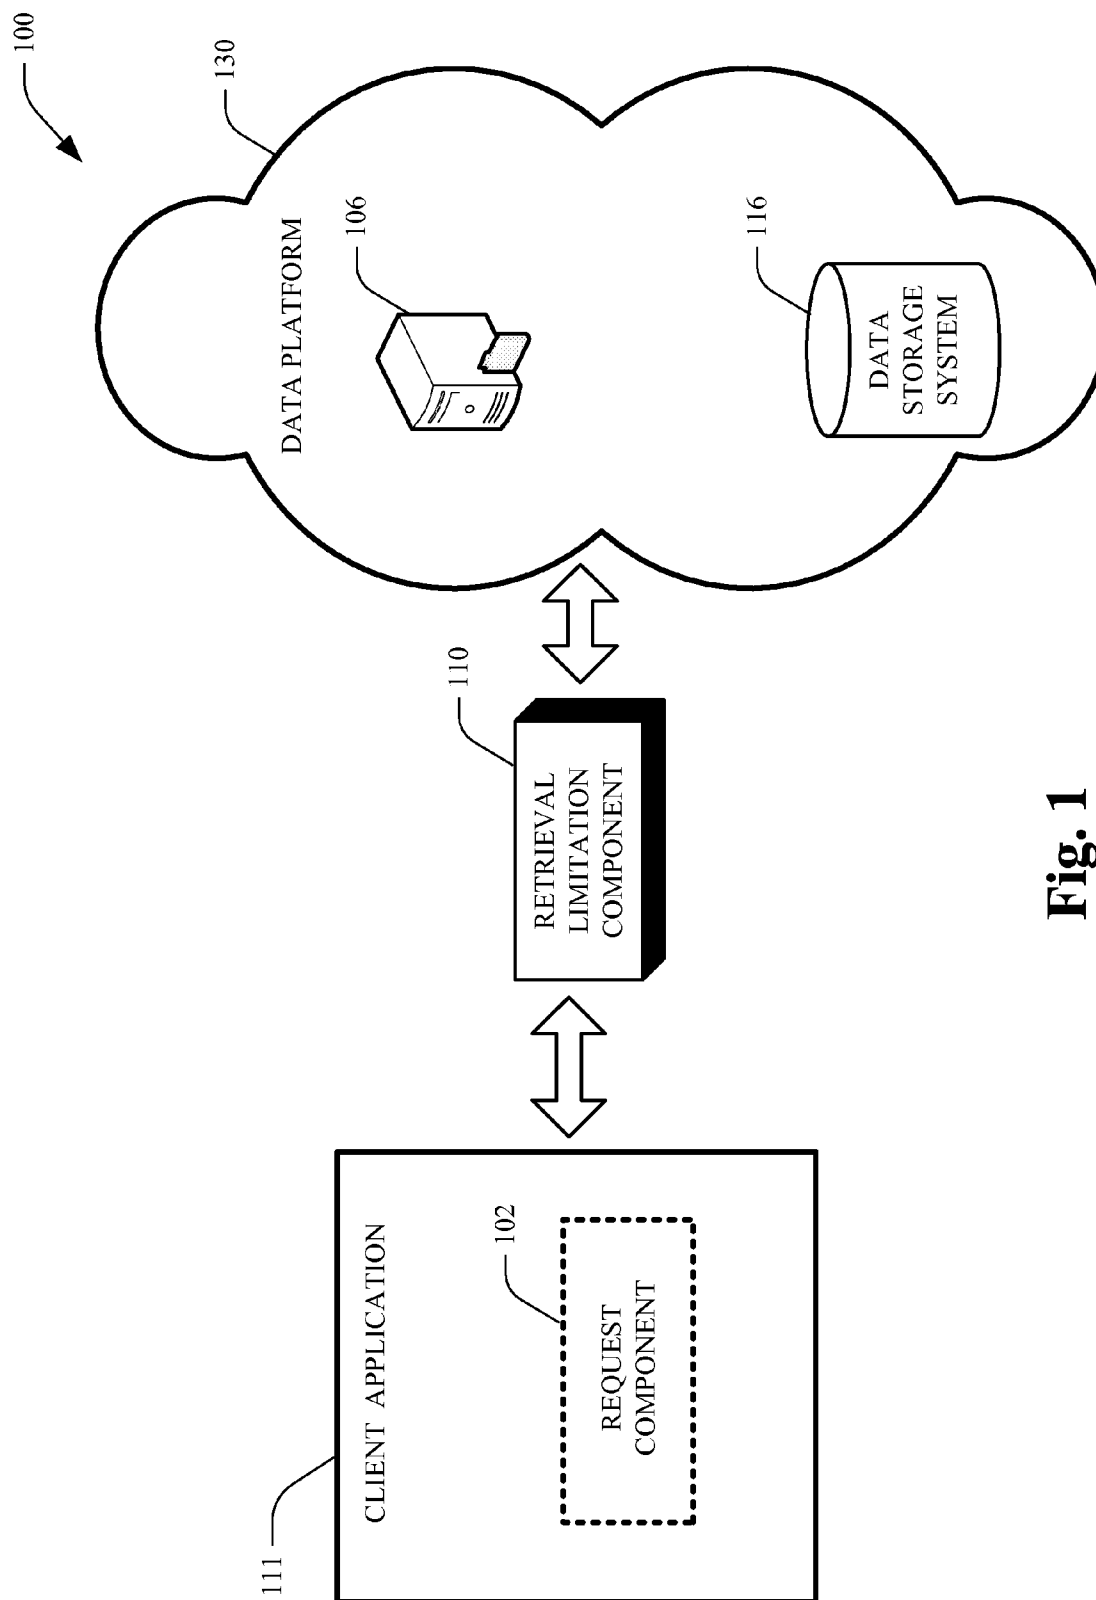 100
130
DATA PLATFORM
106
116
DATA
STORAGE
SYSTEM
110
RETRIEVAL
LIMITATION
COMPONENT
111
CLIENT APPLICATION
102
REQUEST
COMPONENT
Fig. 1